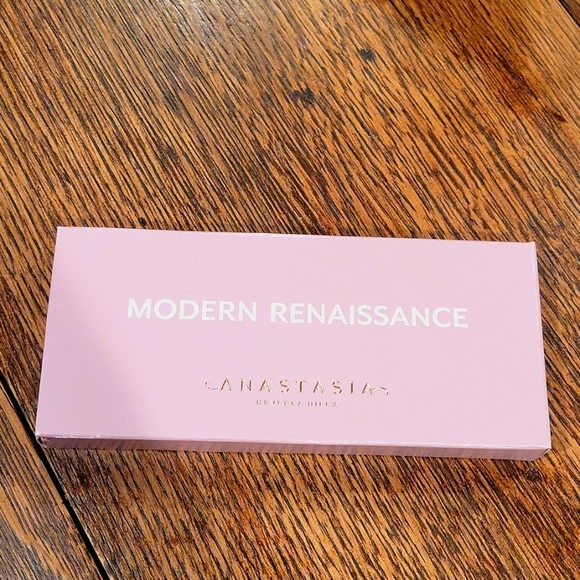 MODERN RENAISSANCE
ANASTASIA
BEVERLY HILLS